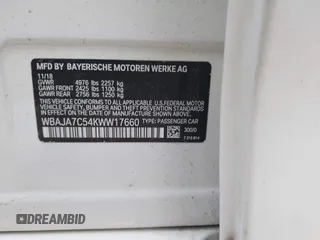 MFD BY BAYERISCHE MOTOREN WERKE AG
11/18
GVWR 4976 lbs 2257 kg
GAWR FRONT 2425 lbs 1100 kg
GAWR REAR 2756 lbs 1250 kg
THIS VEHICLE CONFORMS TO ALL APPLICABLE U.S. FEDERAL MOTOR VEHICLE SAFETY, BUMPER, AND THEFT PREVENTION STANDARDS IN EFFECT ON THE DATE OF MANUFACTURE SHOWN ABOVE.
WBAJA7C54KWW17660 TYPE: PASSENGER CAR
300/0
DREAMBID